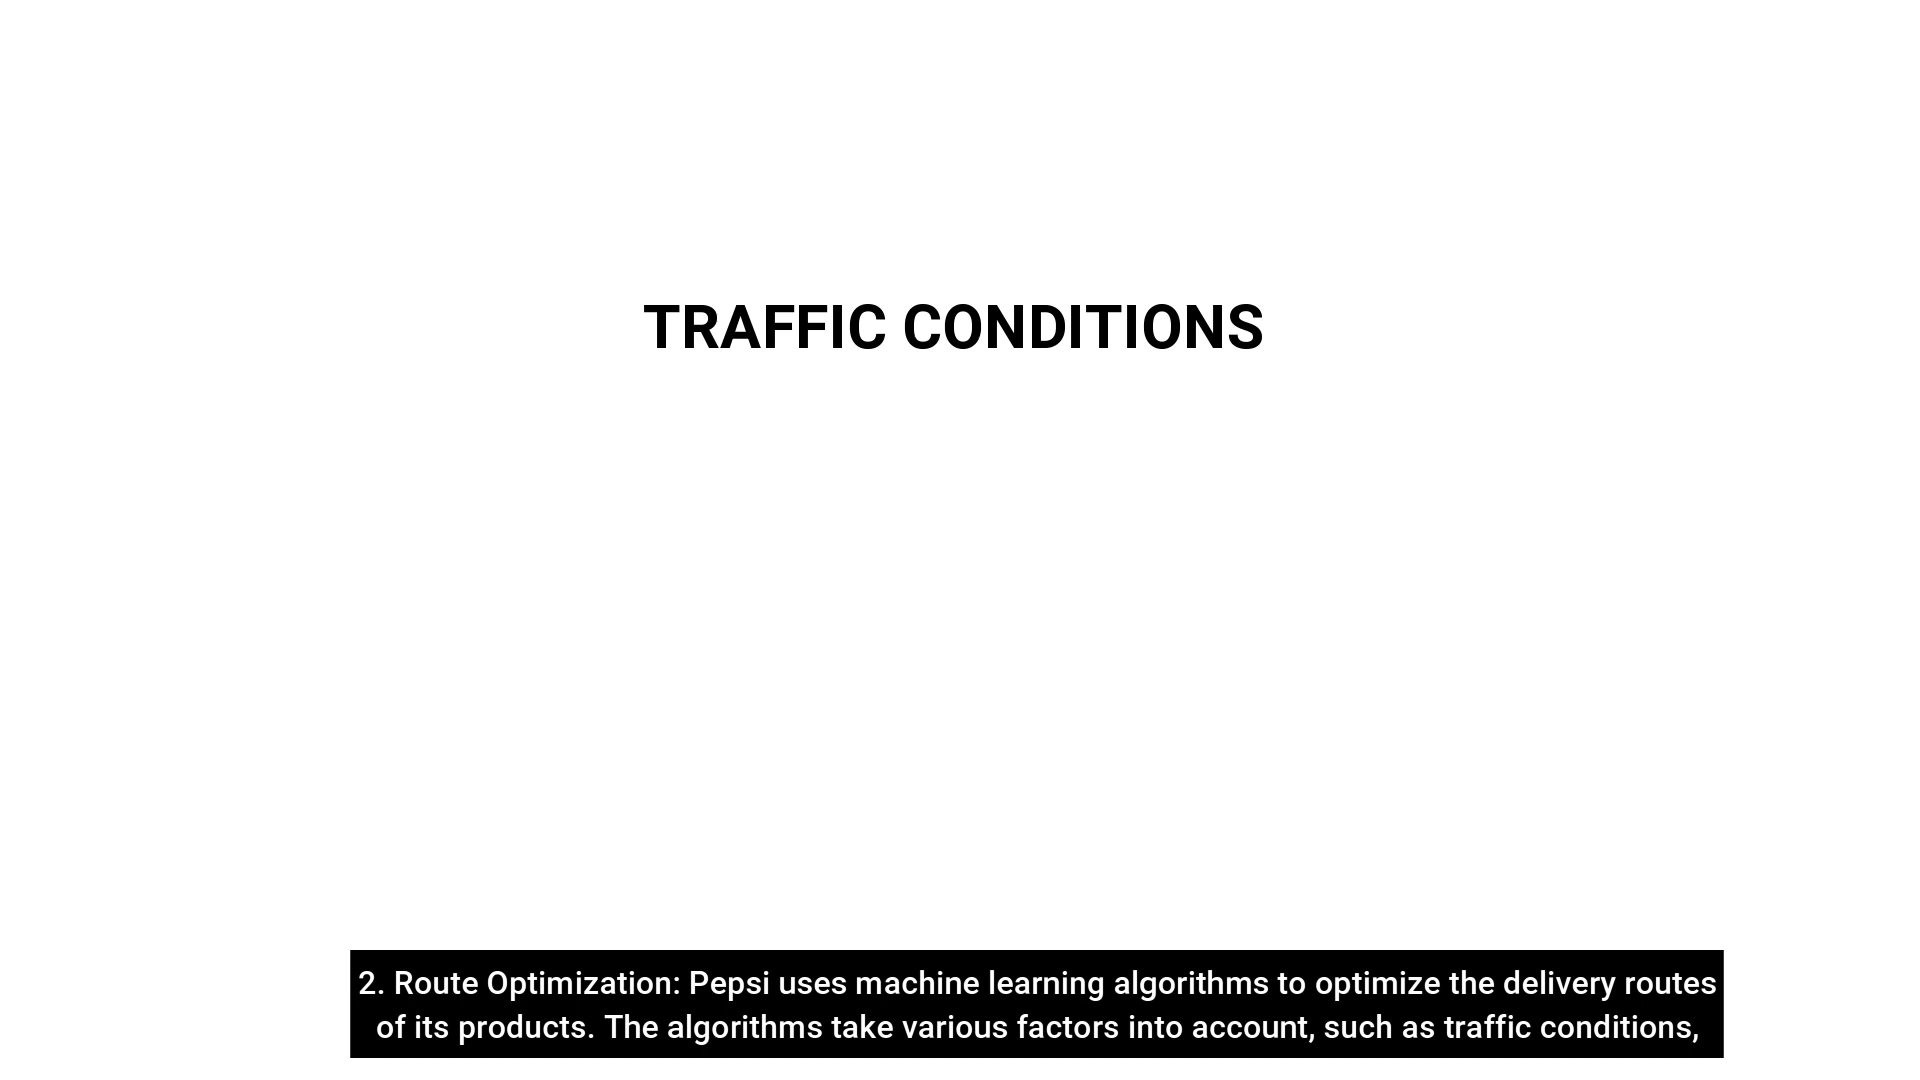 TRAFFIC CONDITIONS
2. Route Optimization: Pepsi uses machine learning algorithms to optimize the delivery routes
of its products. The algorithms take various factors into account, such as traffic conditions,